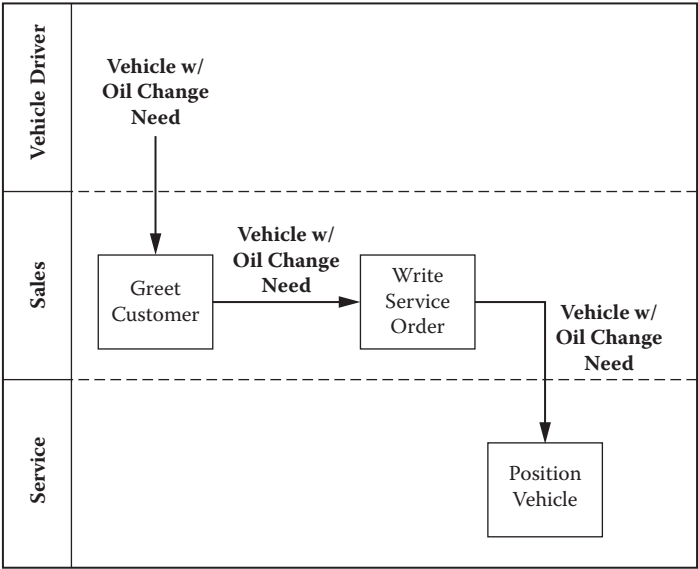 Vehicle Driver
Vehicle w/
Oil Change
Need
Sales
Greet
Customer
Vehicle w/
Oil Change
Need
Write
Service
Order
Vehicle w/
Oil Change
Need
Service
Position
Vehicle